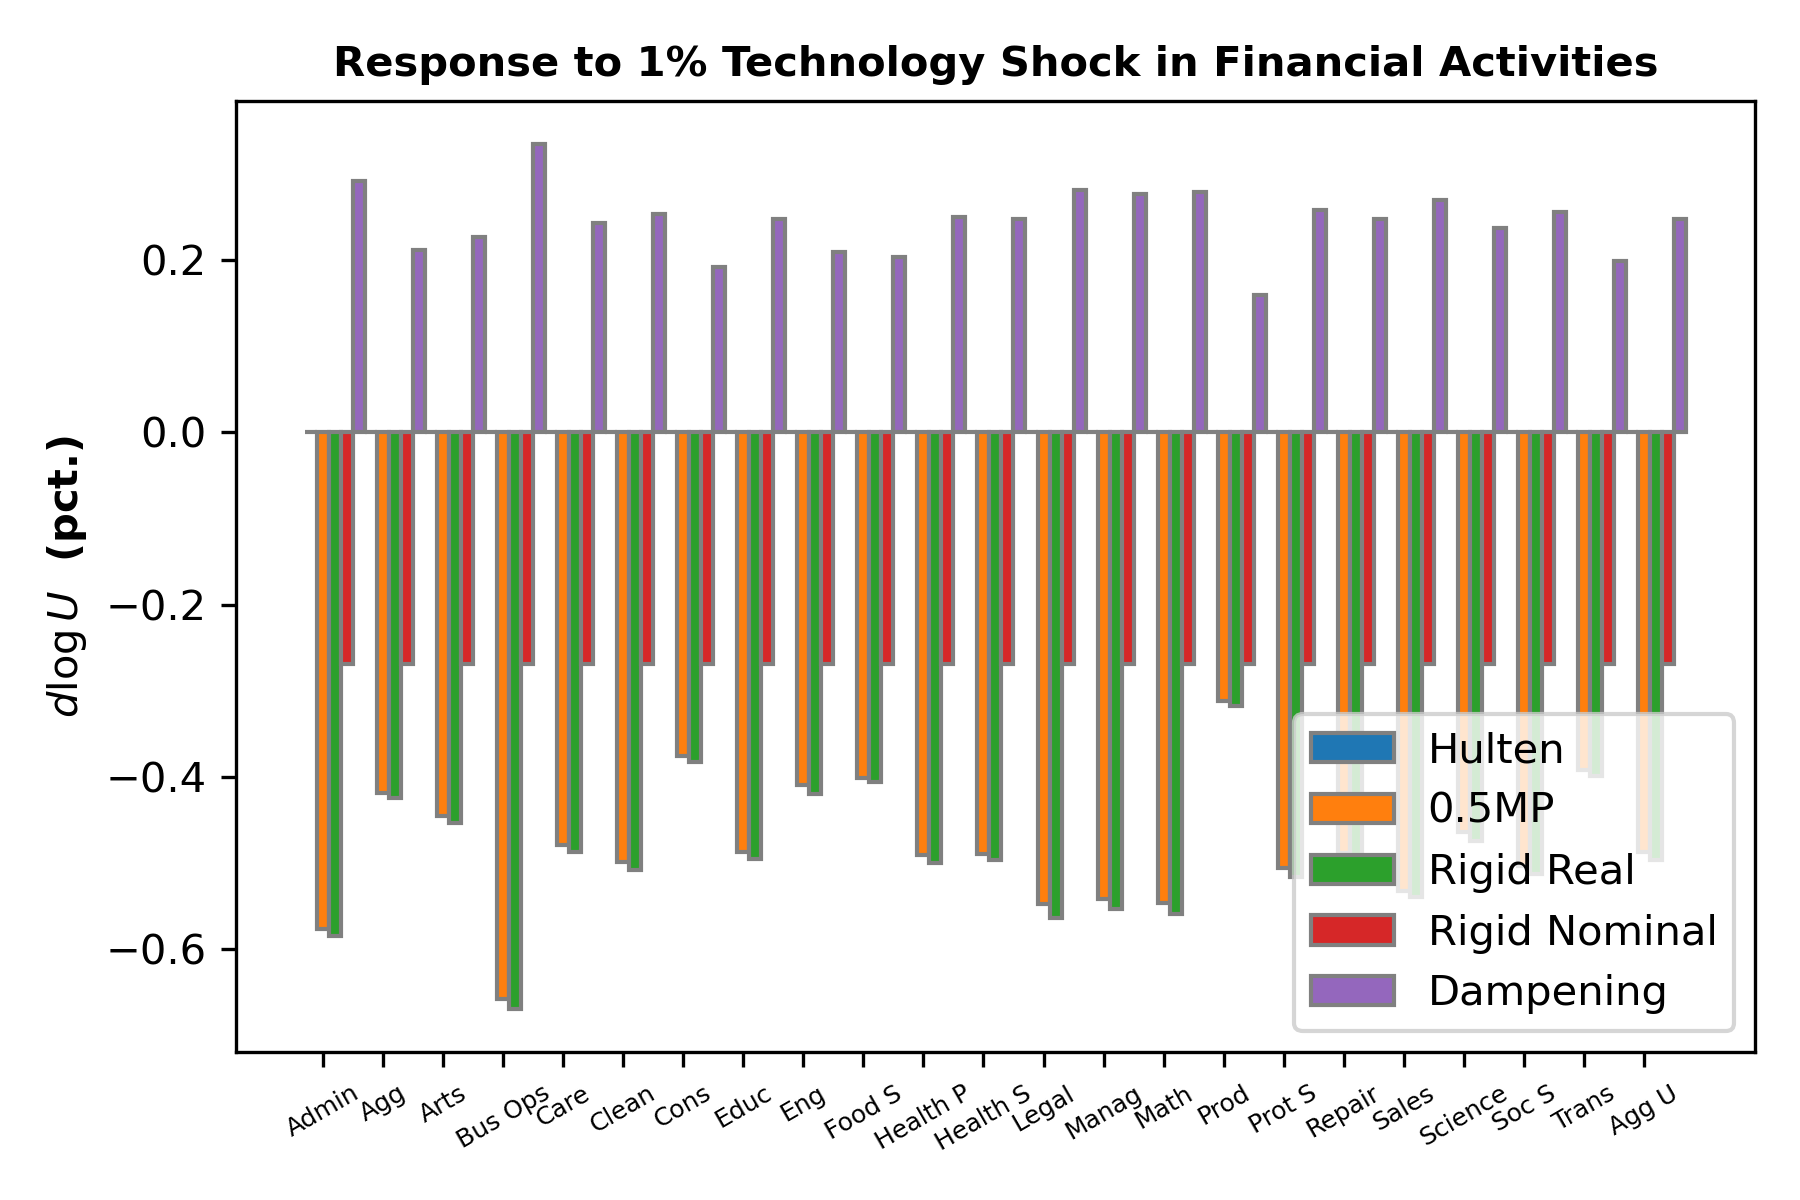 Response to 1% Technology Shock in Financial Activities
dlog U (pct.)
0.2
0.0
−0.2
−0.4
−0.6
Hulten
0.5MP
Rigid Real
Rigid Nominal
Dampening
Admin
Agg
Arts
Bus Ops
Care
Clean
Cons
Educ
Eng
Food S
Health P
Health S
Legal
Manag
Math
Prod
Prot S
Repair
Sales
Science
Soc S
Trans
Agg U